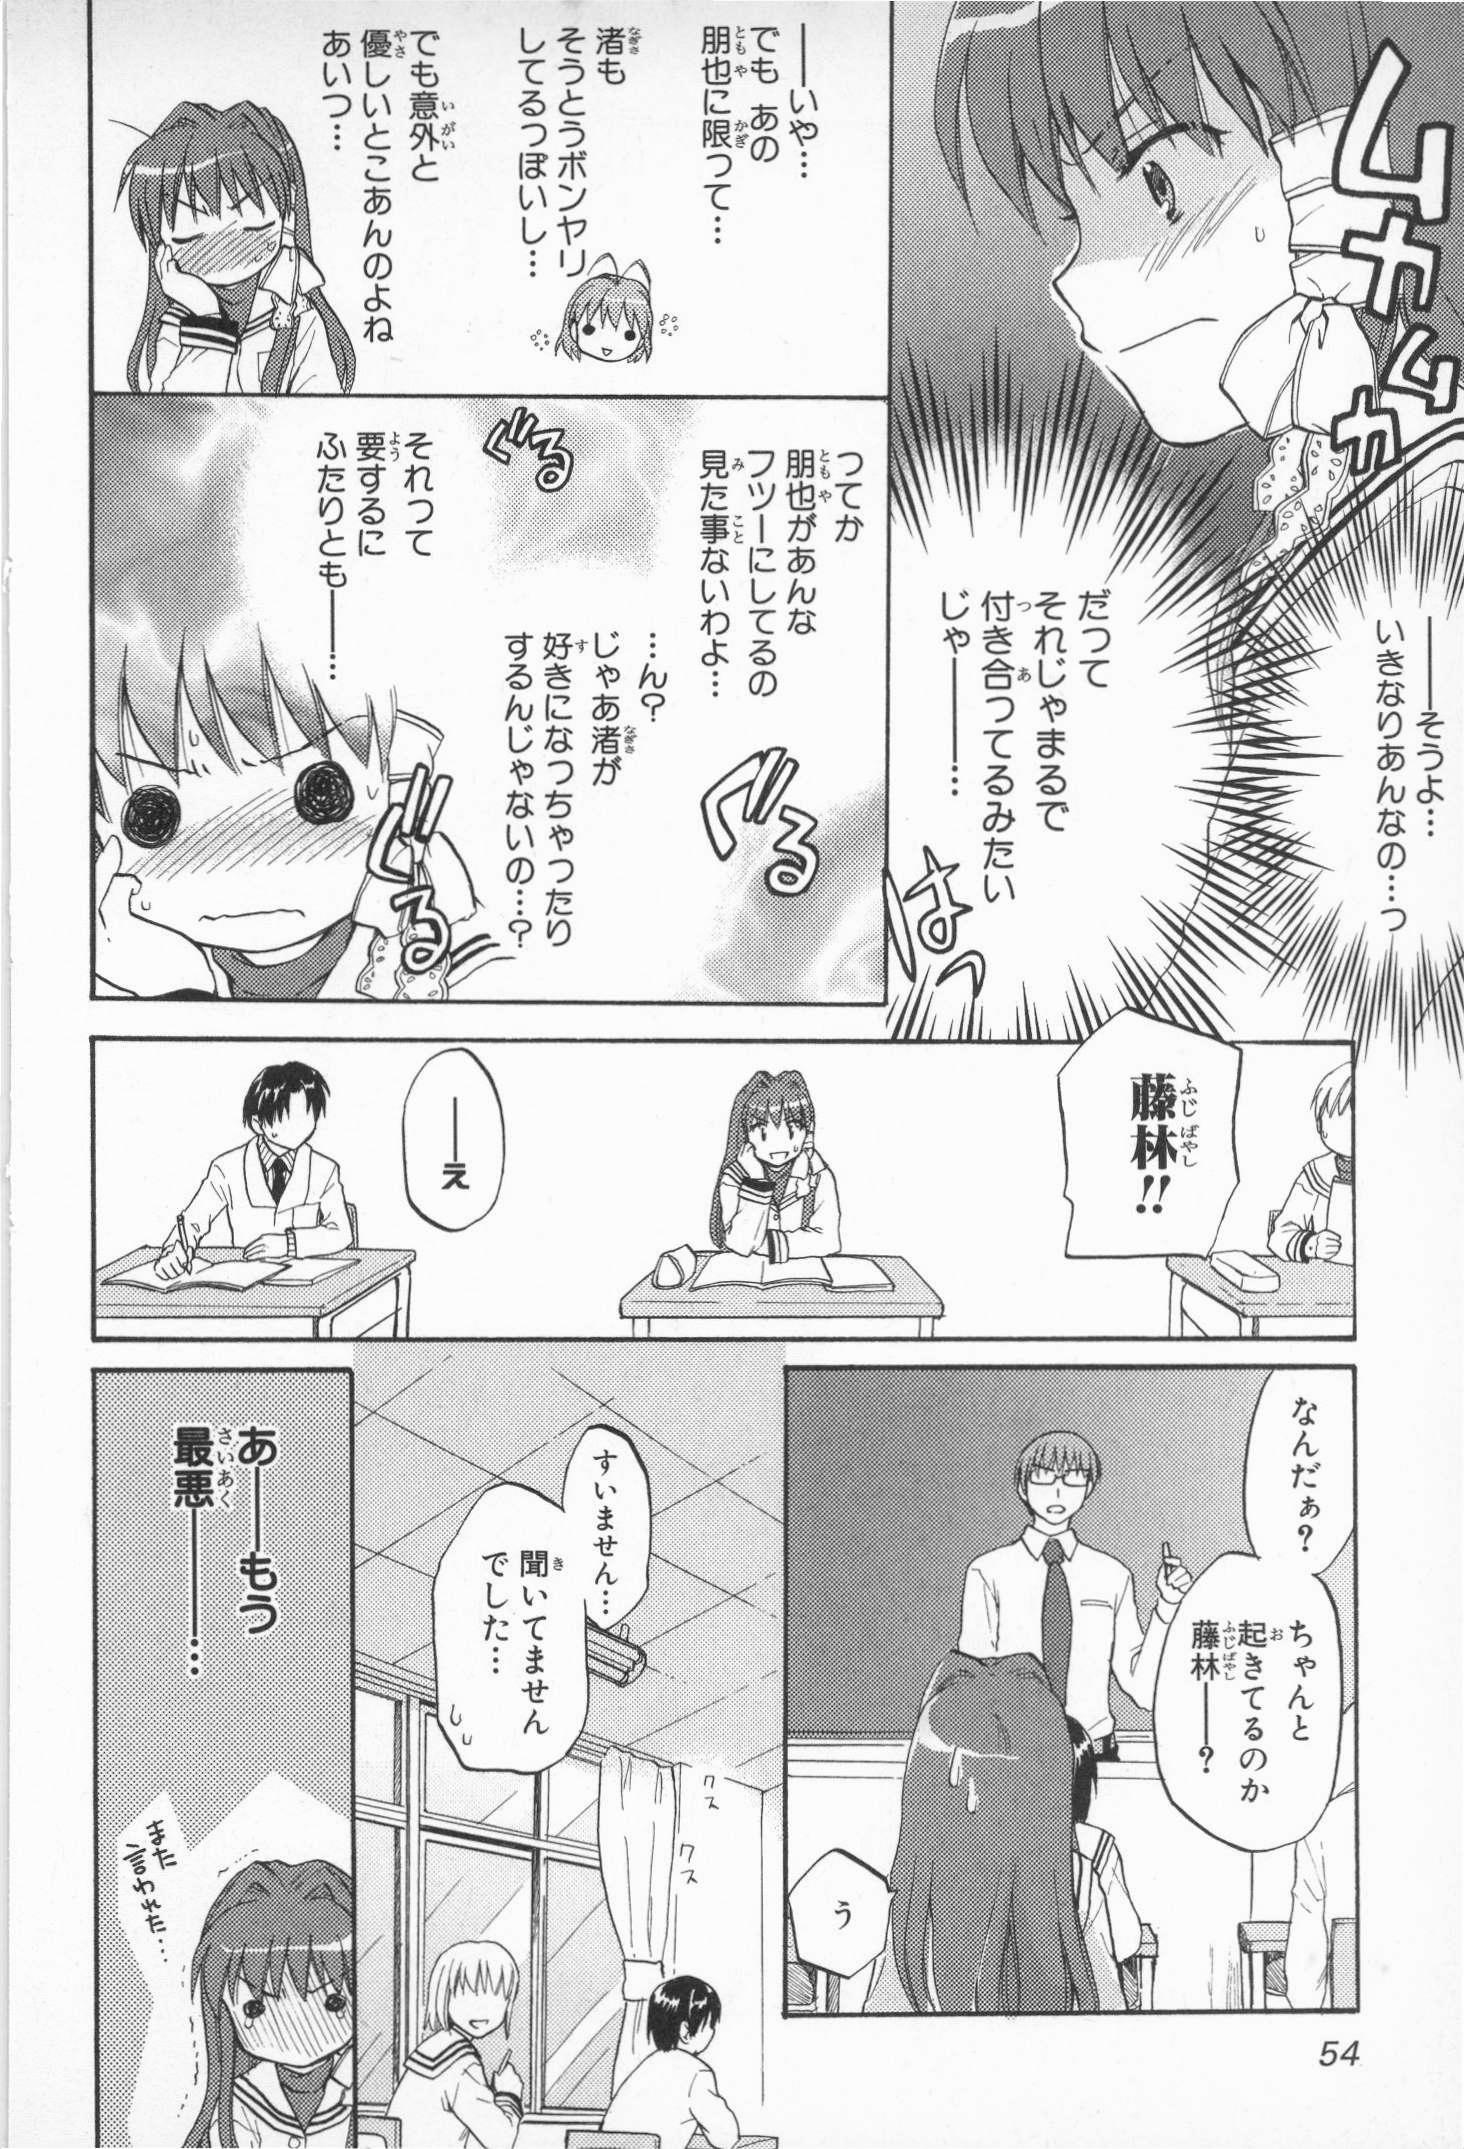 ムカムカ
ムカ
――そうよ…
いきなりあんなの…っ
だって
それじゃまるで
付き合ってるみたい
じゃ――…
はっ
――いや…
でも あの
朋也に限って…
渚も
そうとうボンヤリ
してるっぽいし…
でも意外と
優しいとこあんのよね
あいつ…
つてか
朋也があんな
フツーにしてるの
見た事ないわよ…
…ん?
じゃあ渚が
好きになっちゃったり
するんじゃないの…?
それって
要するに
ふたりとも――…
ぐる
ぐるる
ぐるる
藤林!!
――え
なんだぁ?
ちゃんと
起きてるのか
藤林――?
う
すいません…
聞いてません
でした…
クス
クス
あーもう
最悪――…
また
言われた…
54